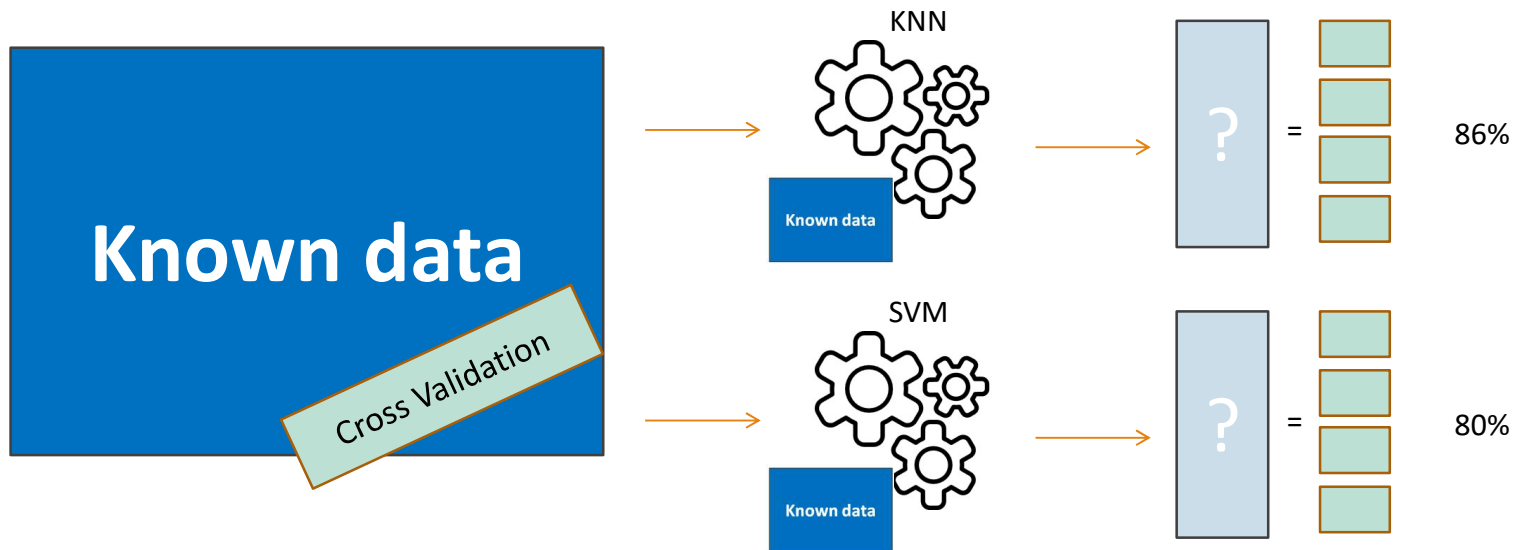 Known data
Cross Validation
KNN
Known data
?
=
86%
SVM
Known data
?
=
80%